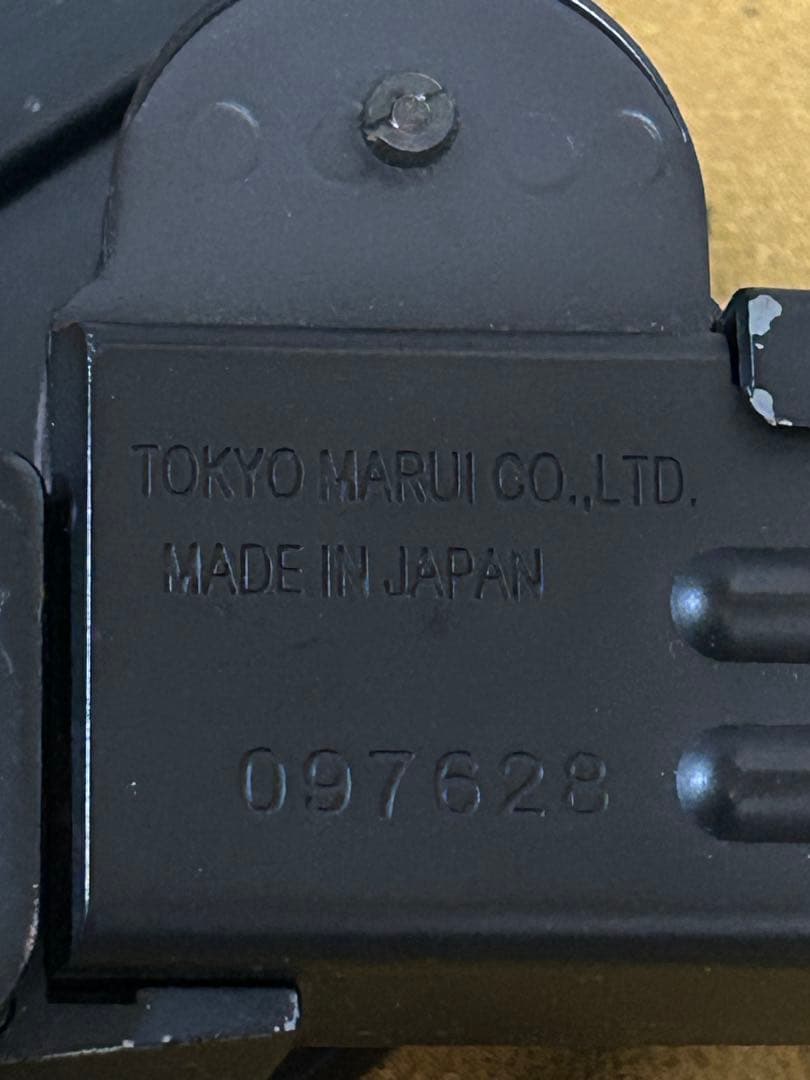 TOKYO MARUI CO.,LTD.
MADE IN JAPAN
097628